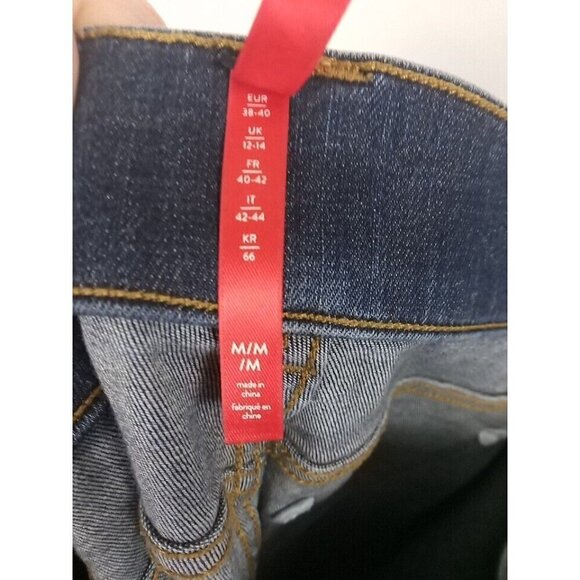 EUR
38-40
UK
12-14
FR
40-42
IT
42-44
KR
66
M/M
/M
made in
china
fabriqué en
chine